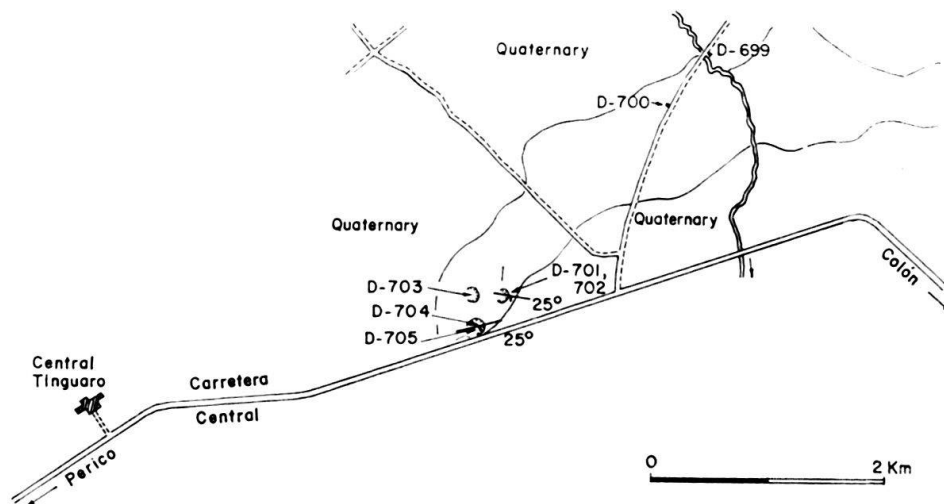 Quaternary
D-699
D-700
Quaternary
Quaternary
D-701,
702
D-703
25°
D-704
D-705
25°
Colón
Central
Tinguaro
Carretera
Central
Perico
0
2 Km